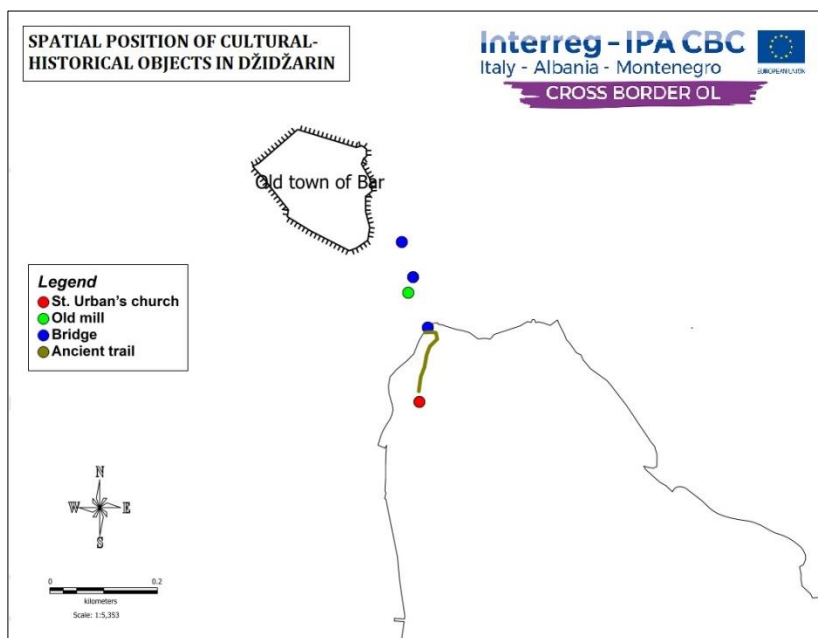 SPATIAL POSITION OF CULTURAL-
HISTORICAL OBJECTS IN DŽIDŽARIN
Interreg - IPA CBC
Italy - Albania - Montenegro
EUROPEAN UNION
CROSS BORDER OL
Old town of Bar
Legend
St. Urban's church
Old mill
Bridge
Ancient trail
N
W E
S
0 0.2
kilometers
Scale: 1:5,353